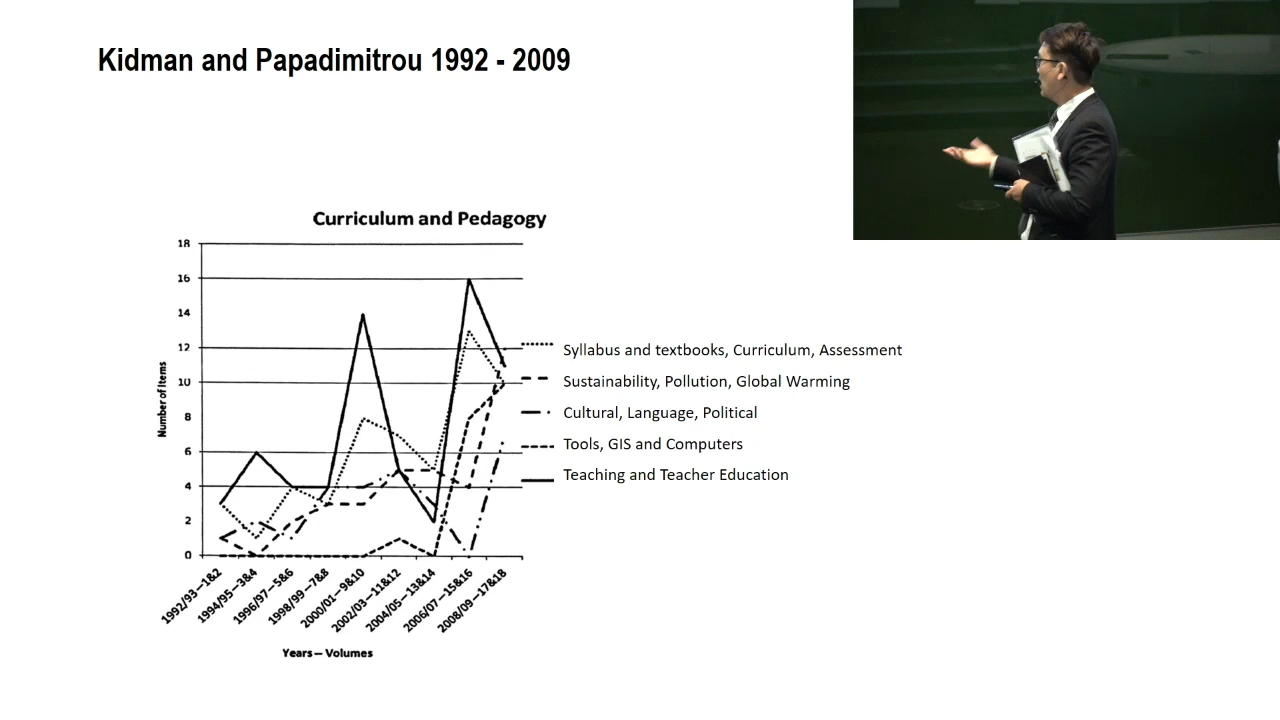 Kidman and Papadimitrou 1992 - 2009
Curriculum and Pedagogy
18
16
14
12
10
8
6
4
2
0
Number of Items
1992/93—1&2
1994/95—3&4
1996/97—5&6
1998/99—7&8
2000/01—9&10
2002/03—11&12
2004/05—13&14
2006/07—15&16
2008/09—17&18
Years — Volumes
Syllabus and textbooks, Curriculum, Assessment
Sustainability, Pollution, Global Warming
Cultural, Language, Political
Tools, GIS and Computers
Teaching and Teacher Education